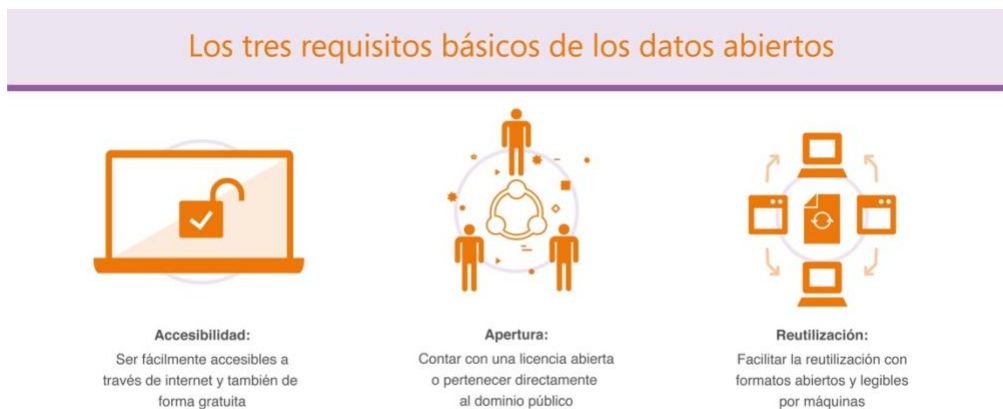 Los tres requisitos básicos de los datos abiertos
Accesibilidad:
Ser fácilmente accesibles a
través de internet y también de
forma gratuita
Apertura:
Contar con una licencia abierta
o pertenecer directamente
al dominio público
Reutilización:
Facilitar la reutilización con
formatos abiertos y legibles
por máquinas